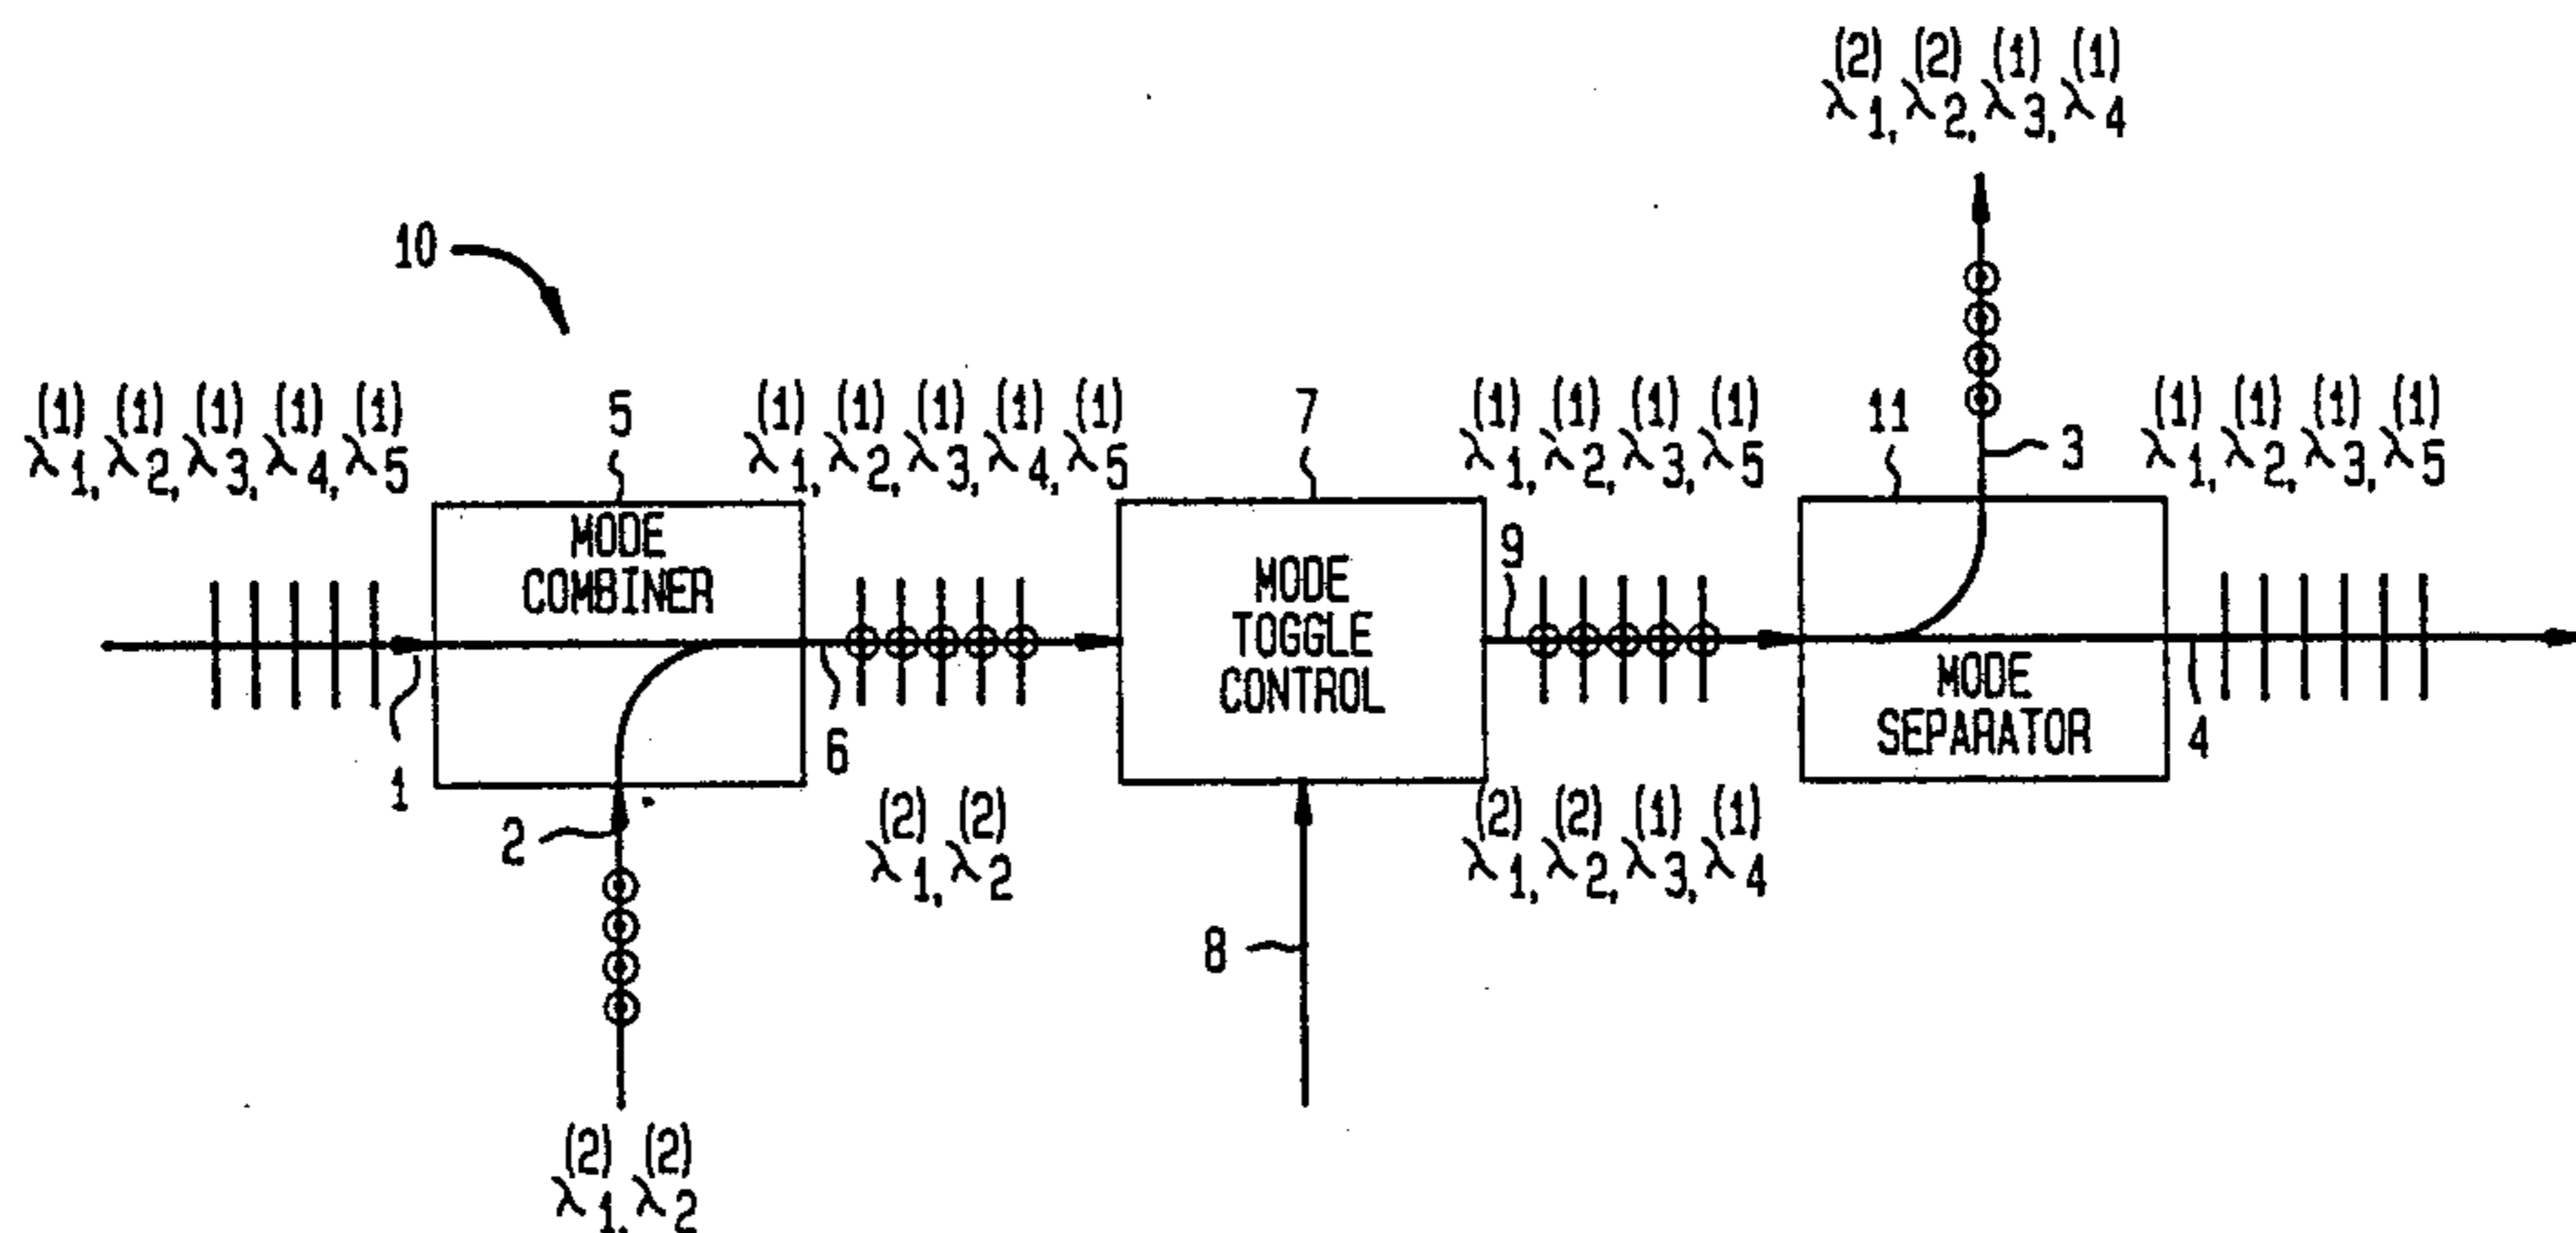 (2) (2) (1) (1)
λ1, λ2, λ3, λ4
10
(1) (1) (1) (1) (1)
λ1, λ2, λ3, λ4, λ5
5
(1) (1) (1) (1) (1)
λ1, λ2, λ3, λ4, λ5
7
(1) (1) (1) (1)
λ1, λ2, λ3, λ5
11
3
(1) (1) (1) (1)
λ1, λ2, λ3, λ5
MODE
COMBINER
MODE
TOGGLE
CONTROL
9
MODE
SEPARATOR
1
6
4
2
(2) (2)
λ1, λ2
(2) (2) (1) (1)
λ1, λ2, λ3, λ4
8
(2) (2)
λ1, λ2